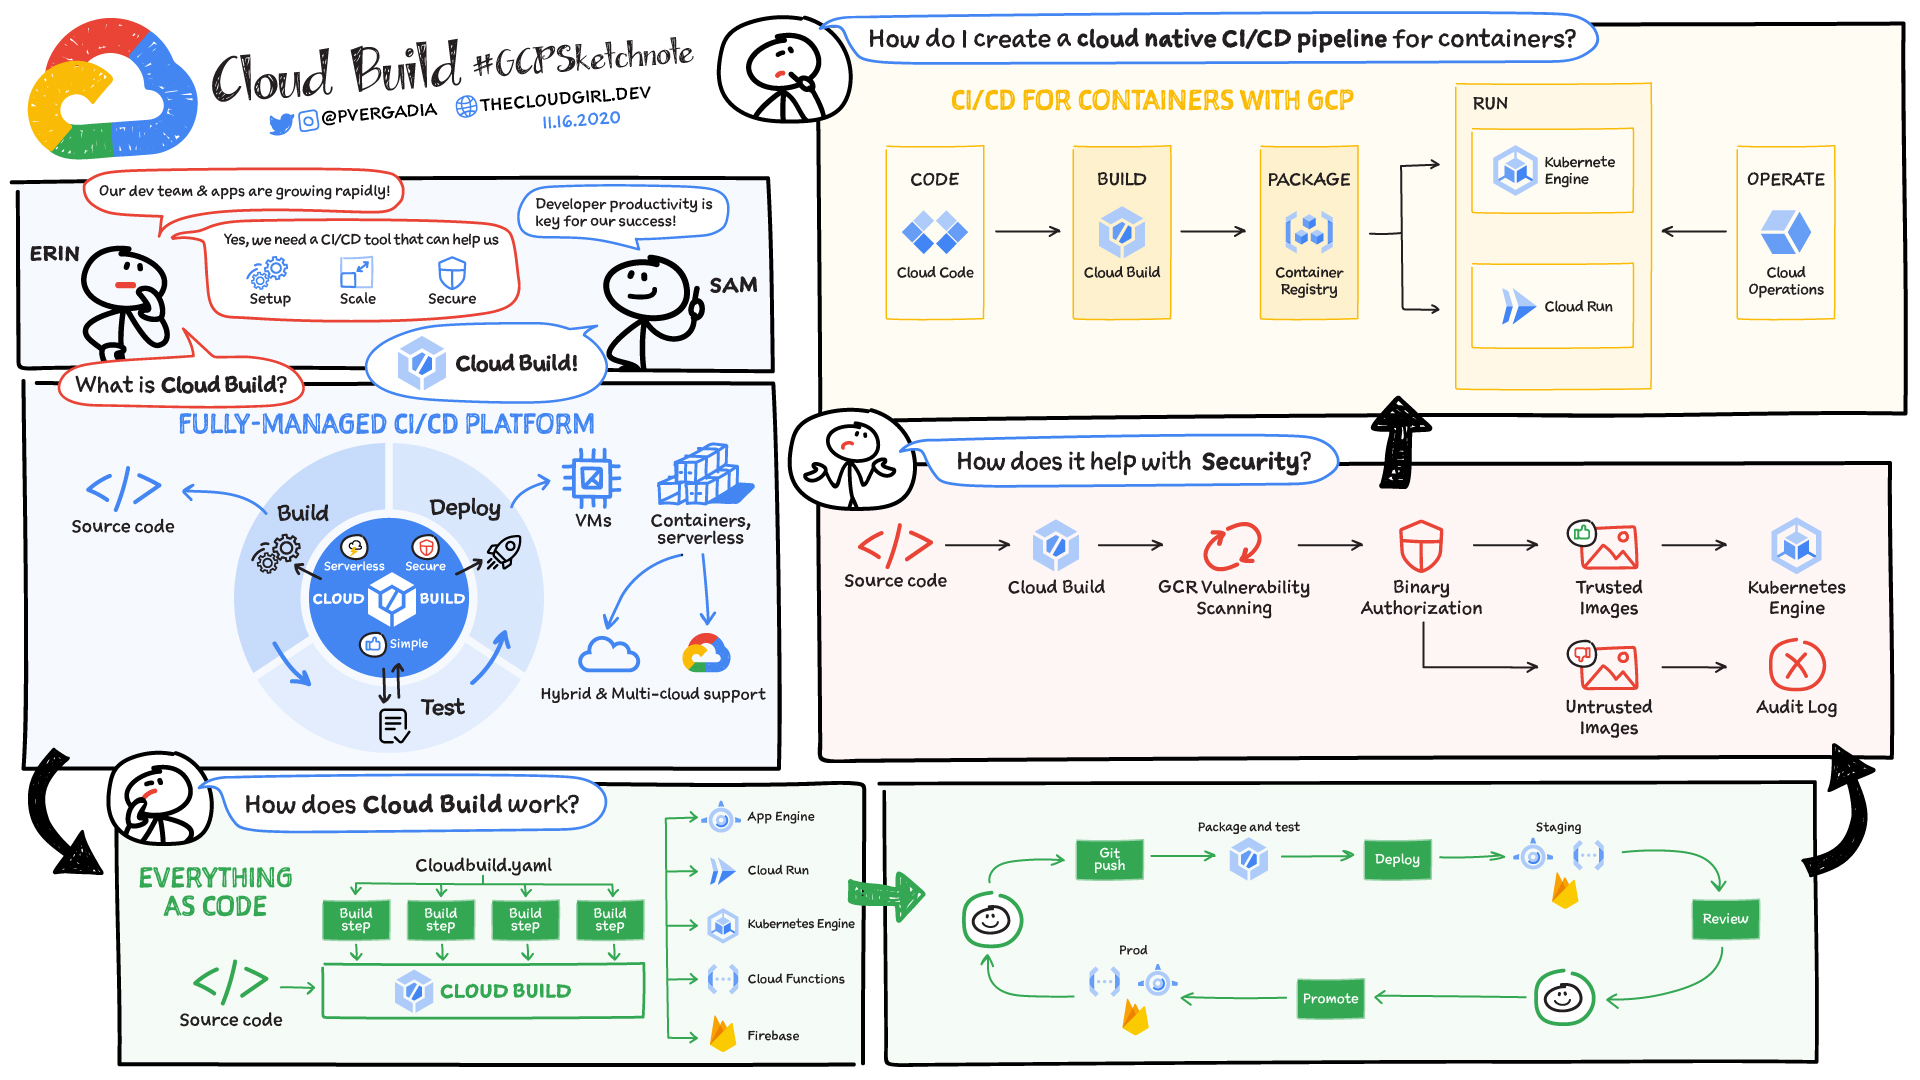 Cloud Build #GCPSketchnote
@PVERGADIA THECLOUDGIRL.DEV
11.16.2020
Our dev team & apps are growing rapidly!
Developer productivity is
key for our success!
Yes, we need a CI/CD tool that can help us
Setup Scale Secure
ERIN
SAM
Cloud Build!
What is Cloud Build?
FULLY-MANAGED CI/CD PLATFORM
Source code
Build
Deploy
VMs
Containers,
serverless
Serverless
Secure
CLOUD BUILD
Simple
Test
Hybrid & Multi-cloud support
How does Cloud Build work?
EVERYTHING
AS CODE
Cloudbuild.yaml
Build
step
Build
step
Build
step
Build
step
Source code
CLOUD BUILD
App Engine
Cloud Run
Kubernetes Engine
Cloud Functions
Firebase
Git
push
Package and test
Deploy
Staging
Review
Promote
Prod
How does it help with Security?
Source code
Cloud Build
GCR Vulnerability
Scanning
Binary
Authorization
Trusted
Images
Kubernetes
Engine
Untrusted
Images
Audit Log
How do I create a cloud native CI/CD pipeline for containers?
CI/CD FOR CONTAINERS WITH GCP
CODE
Cloud Code
BUILD
Cloud Build
PACKAGE
Container
Registry
RUN
Kubernete
Engine
Cloud Run
OPERATE
Cloud
Operations